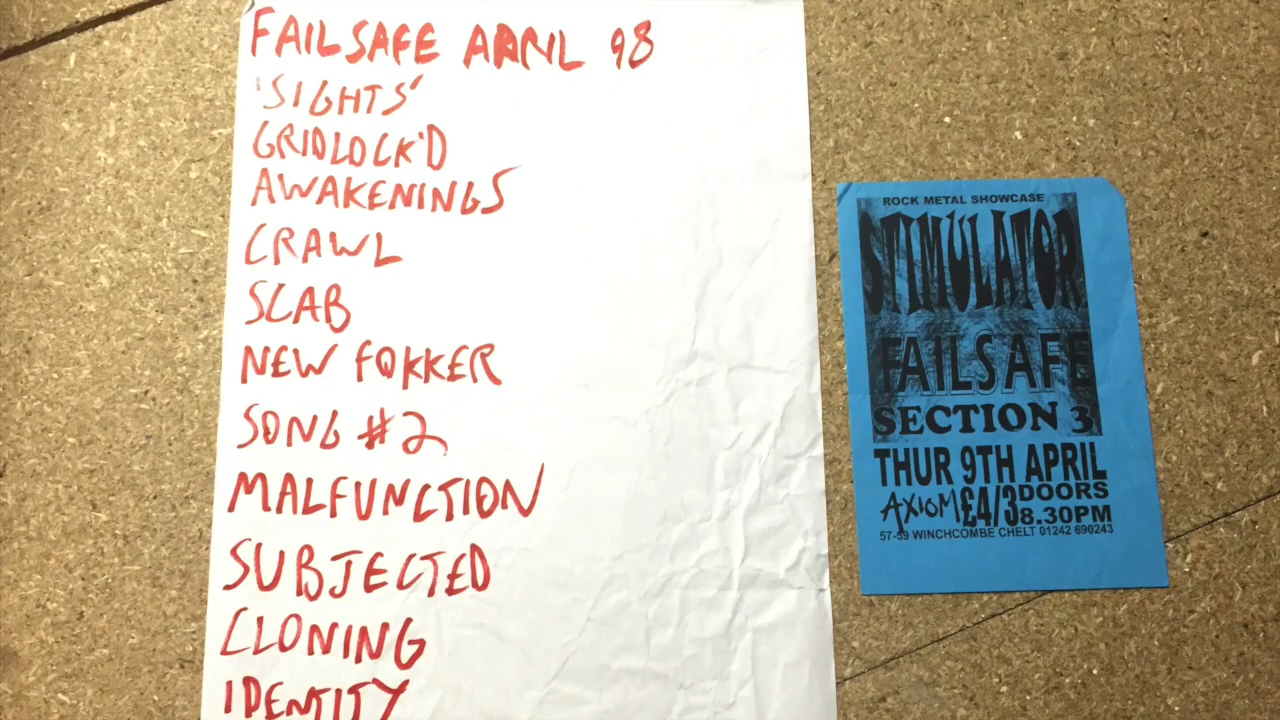 FAILSAFE APRIL 98
'SIGHTS'
GRIDLOCK'D
AWAKENINGS
CRAWL
SCAB
NEW FOKKER
SONG #2
MALFUNCTION
SUBJECTED
CLONING
IDENTITY
ROCK METAL SHOWCASE
STIMULATOR
FAILSAFE
SECTION 3
THUR 9TH APRIL
AXIOM £4/3 DOORS
8.30PM
57-59 WINCHCOMBE CHELT 01242 690243